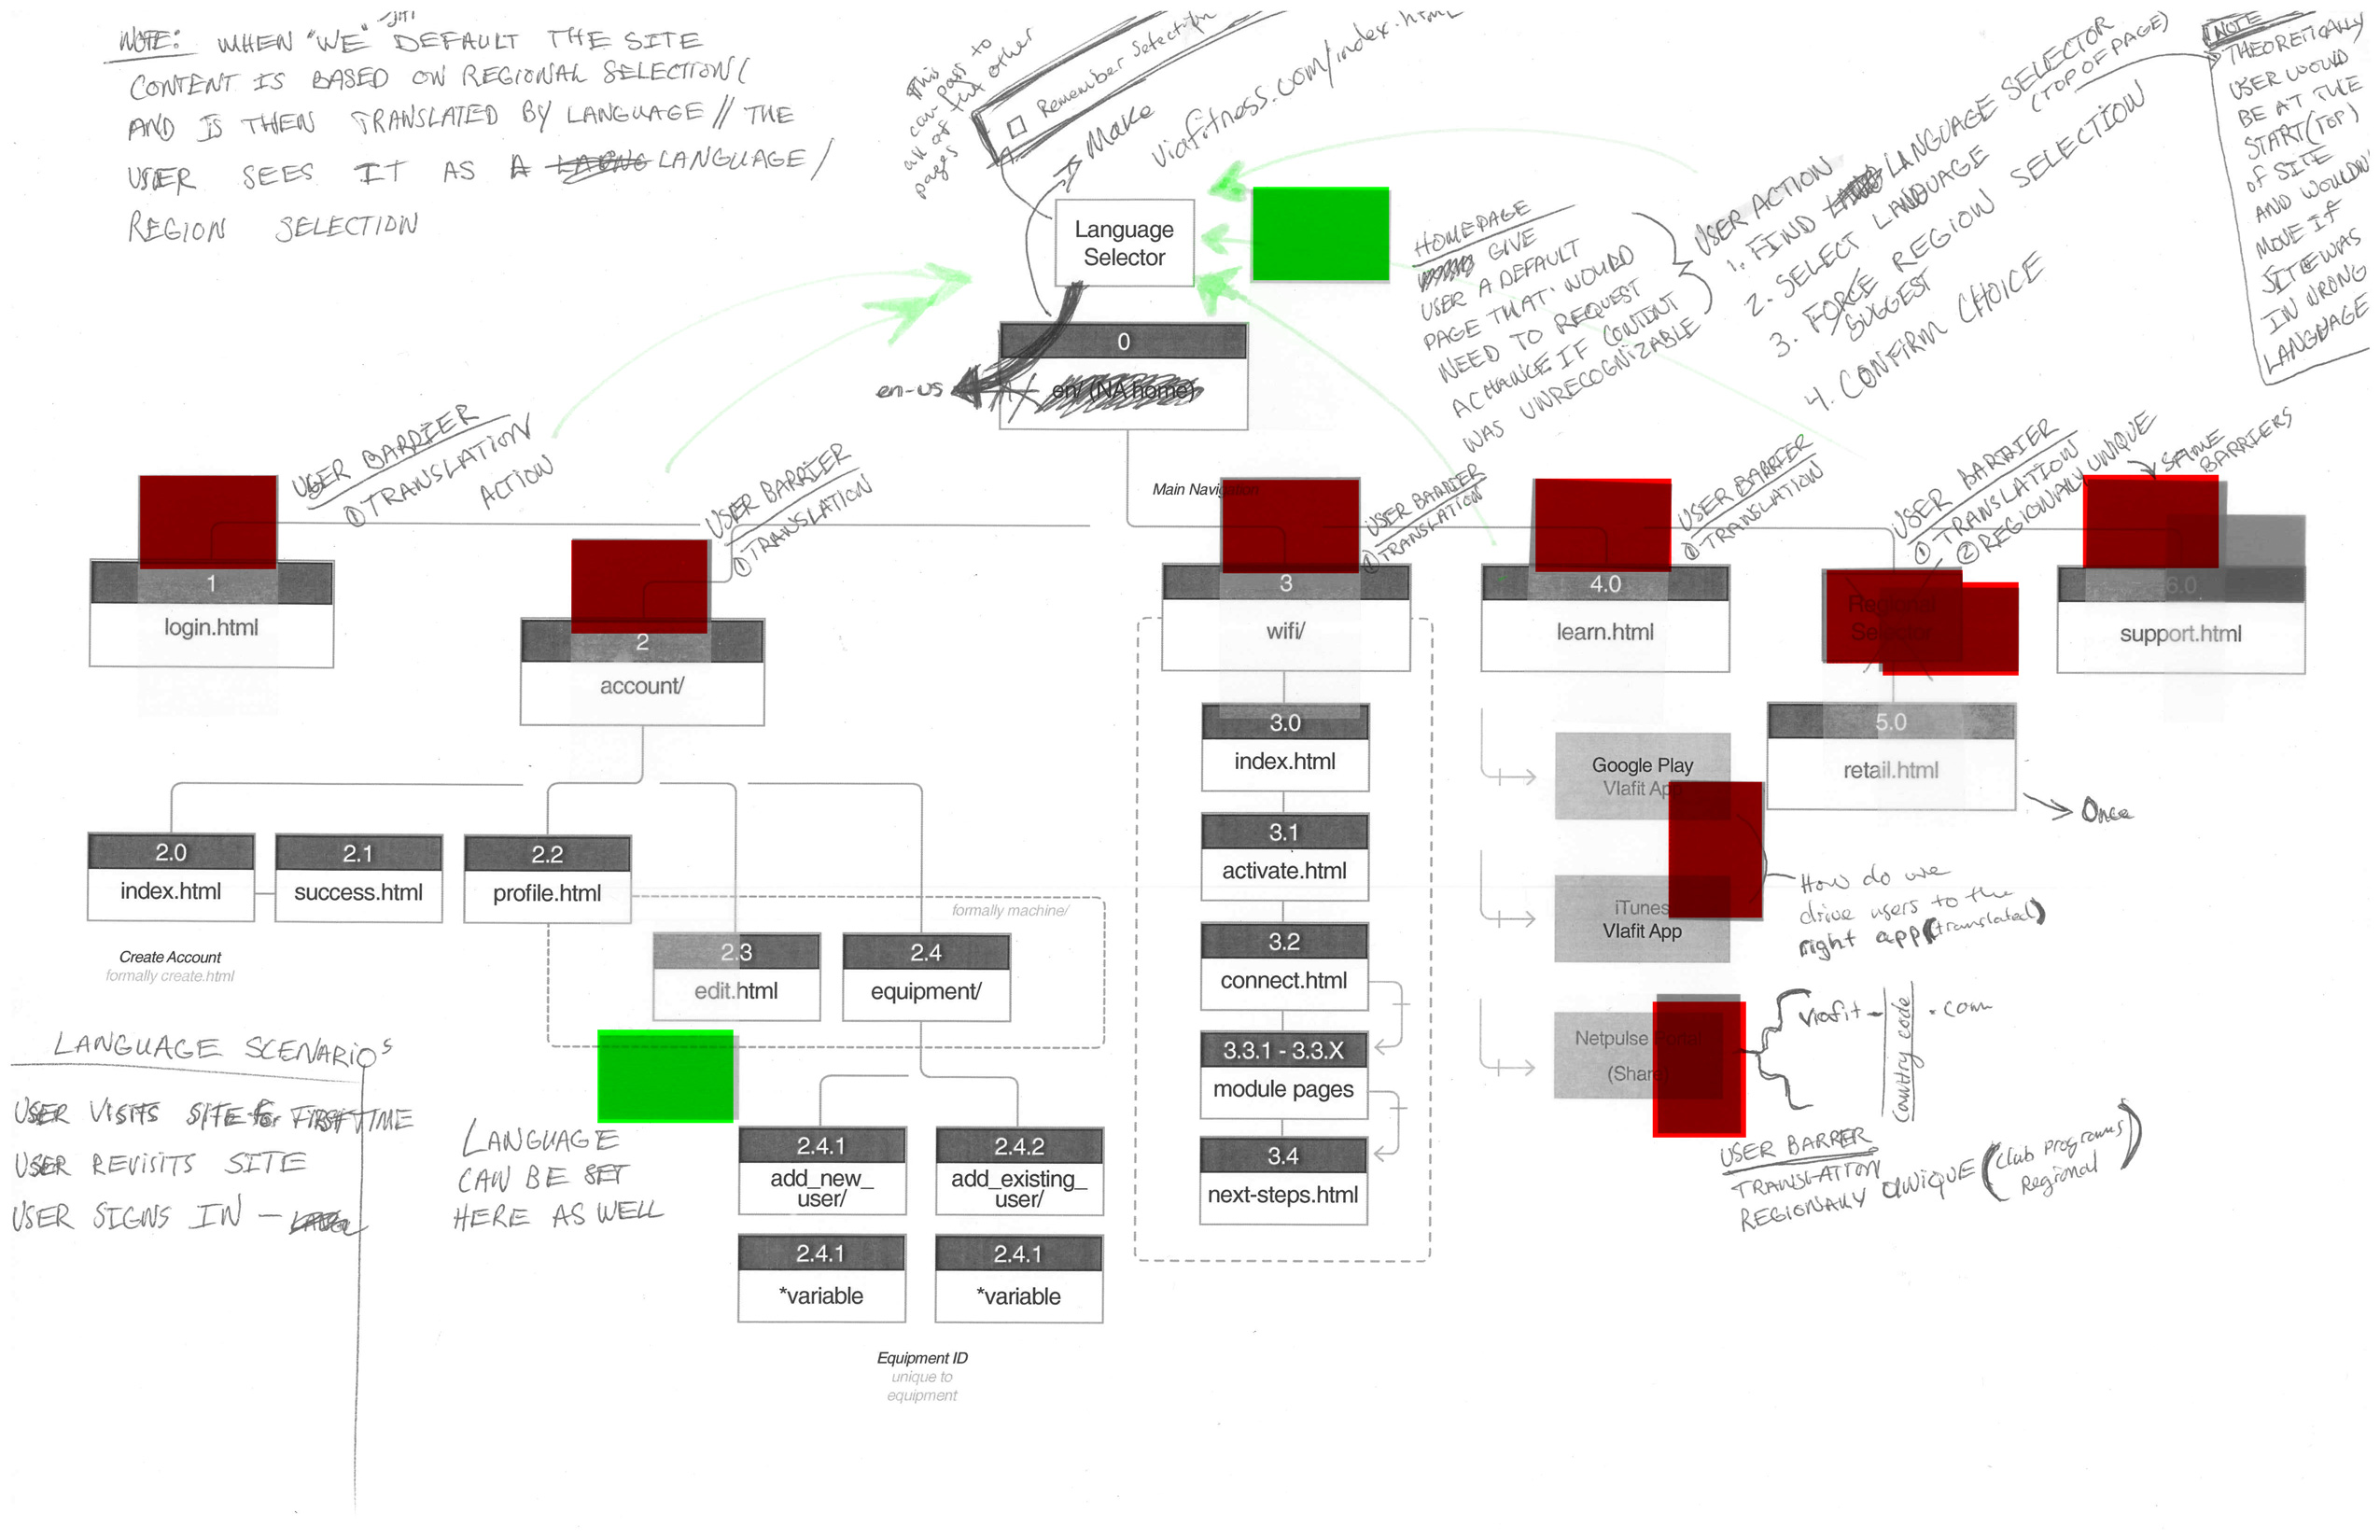 NOTE: WHEN "WE" DEFAULT THE SITE
CONTENT IS BASED ON REGIONAL SELECTION(
AND IS THEN TRANSLATED BY LANGUAGE // THE
USER SEES IT AS A LANGUAGE/
REGION SELECTION
This
can pass to
all of the other
pages
Remember Selection
Make
viafitness.com/index.html
Language
Selector
0
en/ (NA home)
en-us
HOMEPAGE
GIVE
USER A DEFAULT
PAGE THAT WOULD
NEED TO REQUEST
A CHANGE IF CONTENT
WAS UNRECOGNIZABLE
USER ACTION
1. FIND LANGUAGE SELECTOR
(TOP OF PAGE)
2. SELECT LANGUAGE
3. FORCE REGION SELECTION
SUGGEST
4. CONFIRM CHOICE
NOTE
THEORETICALLY
USER WOULD
BE AT THE
START (TOP)
OF SITE
AND WOULDN'
MOVE IF
SITE WAS
IN WRONG
LANGUAGE
USER BARRIER
① TRANSLATION
ACTION
USER BARRIER
① TRANSLATION
Main Navigation
USER BARRIER
① TRANSLATION
USER BARRIER
① TRANSLATION
USER BARRIER
① TRANSLATION
② REGIONALLY UNIQUE
SAME
BARRIERS
1
login.html
2
account/
3
wifi/
4.0
learn.html
Regional
Selector
6.0
support.html
5.0
retail.html
Once
2.0
index.html
2.1
success.html
2.2
profile.html
Create Account
formally create.html
formally machine/
2.3
edit.html
2.4
equipment/
2.4.1
add_new_
user/
2.4.2
add_existing_
user/
2.4.1
*variable
2.4.1
*variable
Equipment ID
unique to
equipment
3.0
index.html
3.1
activate.html
3.2
connect.html
3.3.1 - 3.3.X
module pages
3.4
next-steps.html
Google Play
VIafit App
iTunes
VIafit App
Netpulse Portal
(Share)
How do we
drive users to the
right app (translated)
Viafit - country code .com
USER BARRER
TRANSLATION
REGIONALLY UNIQUE (Club Programs
Regional)
LANGUAGE SCENARIOS
USER VISITS SITE for FIRST TIME
USER REVISITS SITE
USER SIGNS IN -
LANGUAGE
CAN BE SET
HERE AS WELL